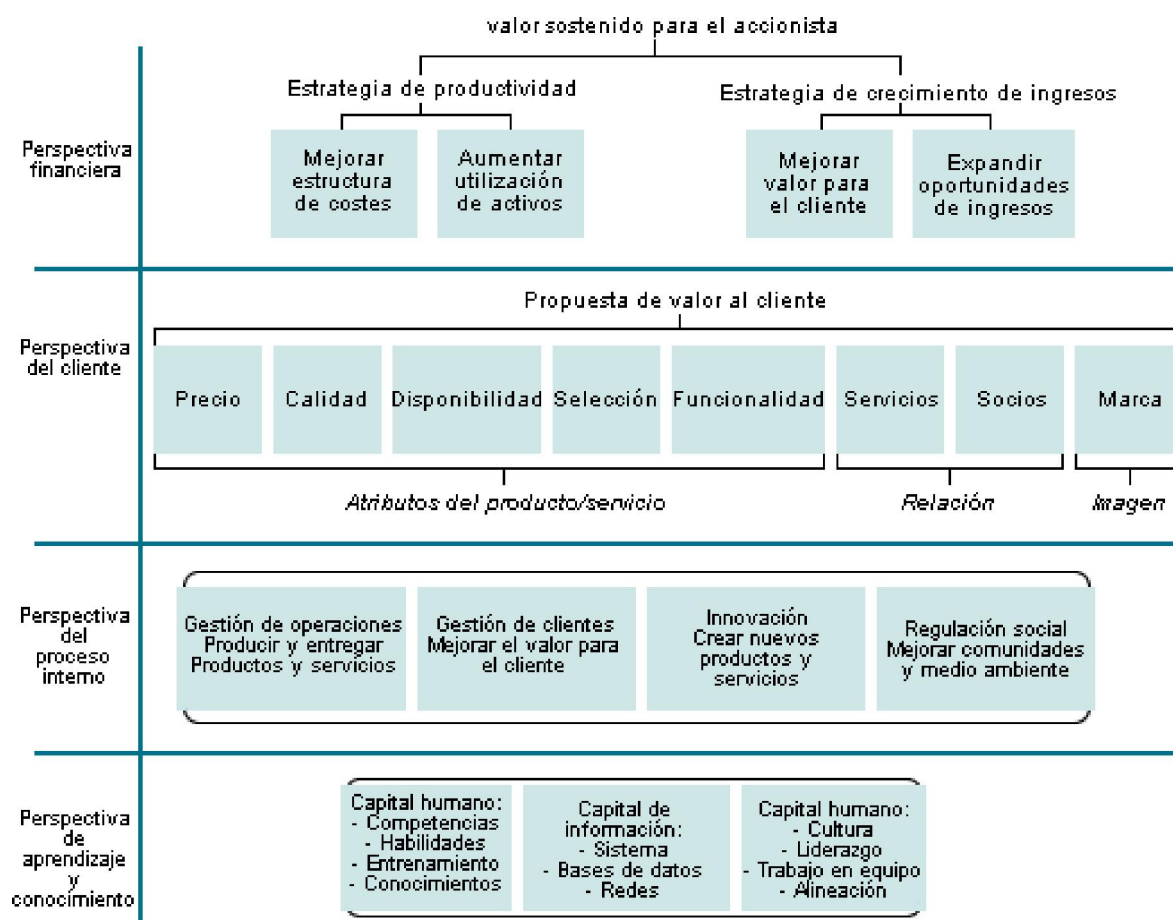 valor sostenido para el accionista
Estrategia de productividad
Estrategia de crecimiento de ingresos
Perspectiva
financiera
Mejorar
estructura
de costes
Aumentar
utilización
de activos
Mejorar
valor para
el cliente
Expandir
oportunidades
de ingresos
Propuesta de valor al cliente
Perspectiva
del cliente
Precio
Calidad
Disponibilidad
Selección
Funcionalidad
Servicios
Socios
Marca
Atributos del producto/servicio
Relación
Imagen
Perspectiva
del
proceso
interno
Gestión de operaciones
Producir y entregar
Productos y servicios
Gestión de clientes
Mejorar el valor para
el cliente
Innovación
Crear nuevos
productos y
servicios
Regulación social
Mejorar comunidades
y medio ambiente
Perspectiva
de
aprendizaje
y
conocimiento
Capital humano:
- Competencias
- Habilidades
- Entrenamiento
- Conocimientos
Capital de
información:
- Sistema
- Bases de datos
- Redes
Capital humano:
- Cultura
- Liderazgo
- Trabajo en equipo
- Alineación